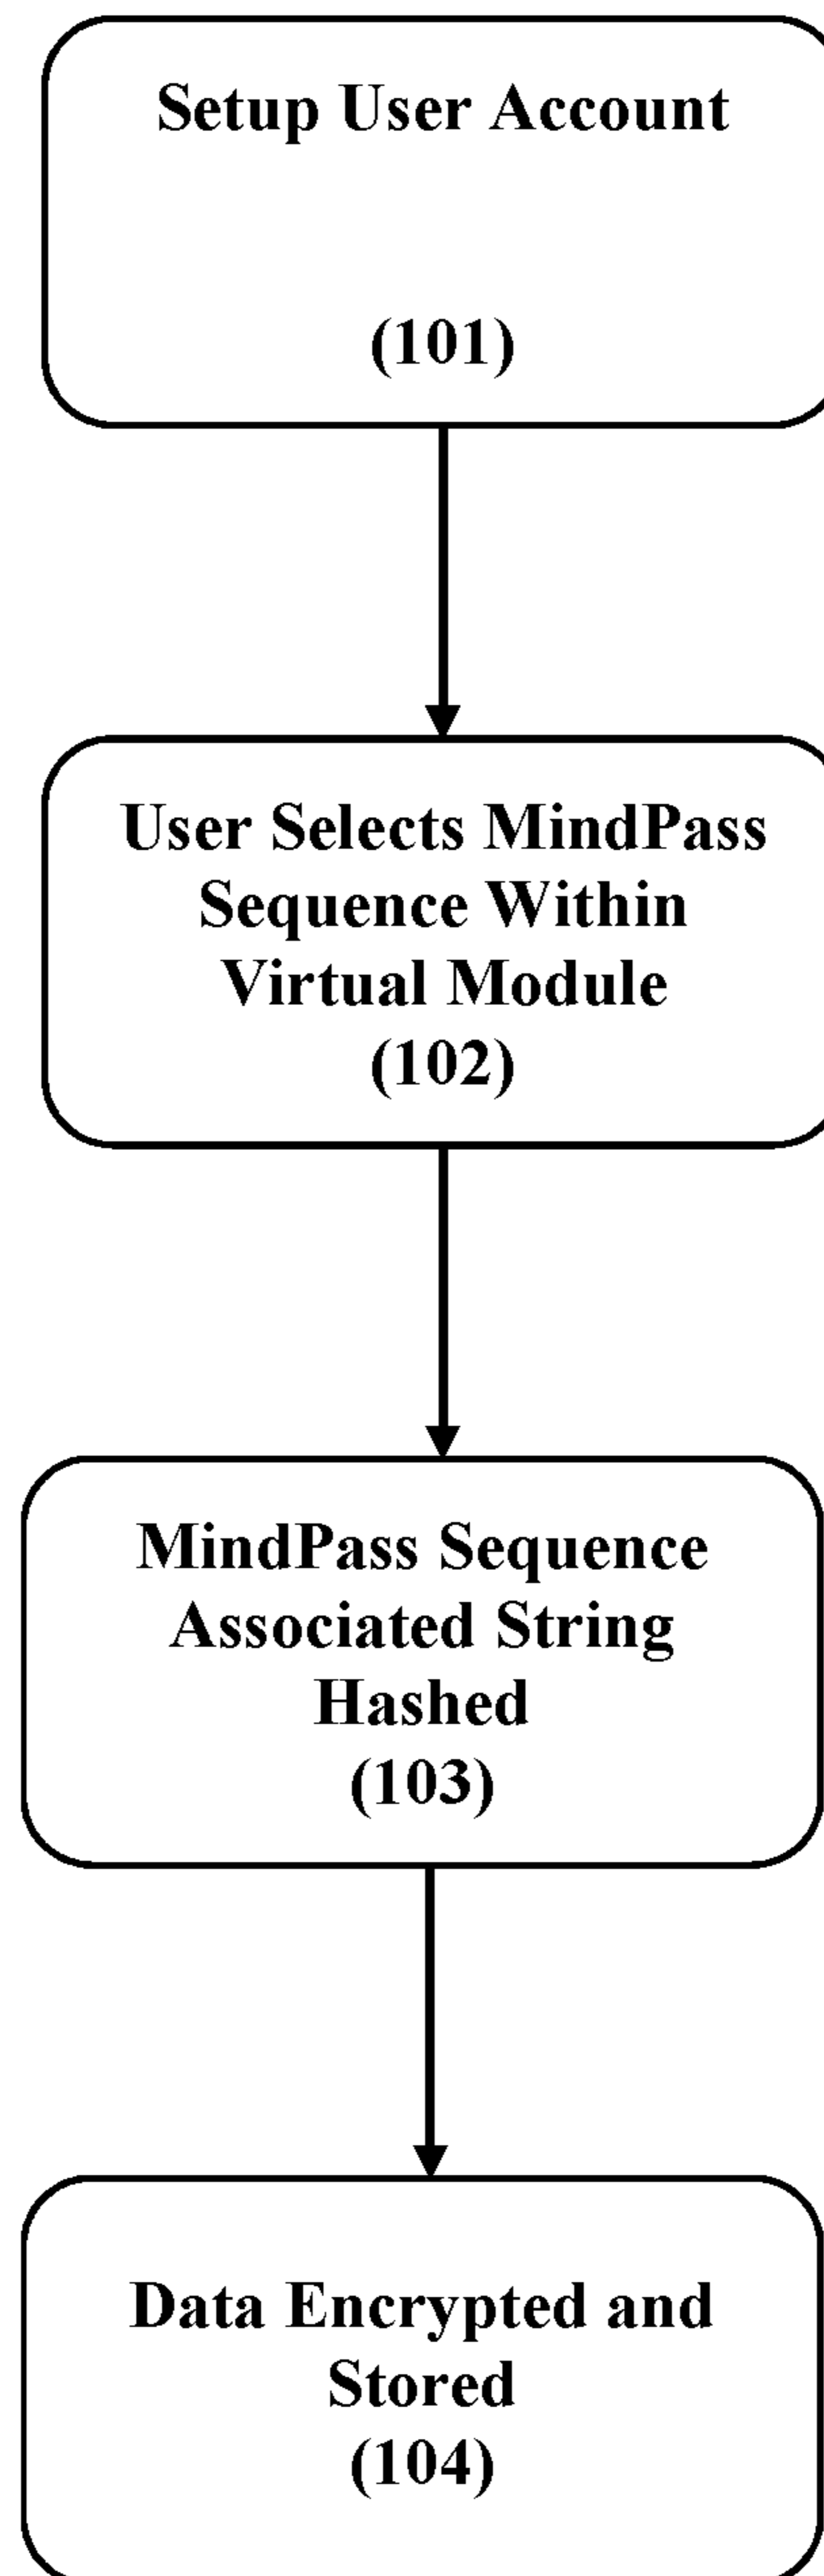 Setup User Account
(101)
User Selects MindPass
Sequence Within
Virtual Module
(102)
MindPass Sequence
Associated String
Hashed
(103)
Data Encrypted and
Stored
(104)